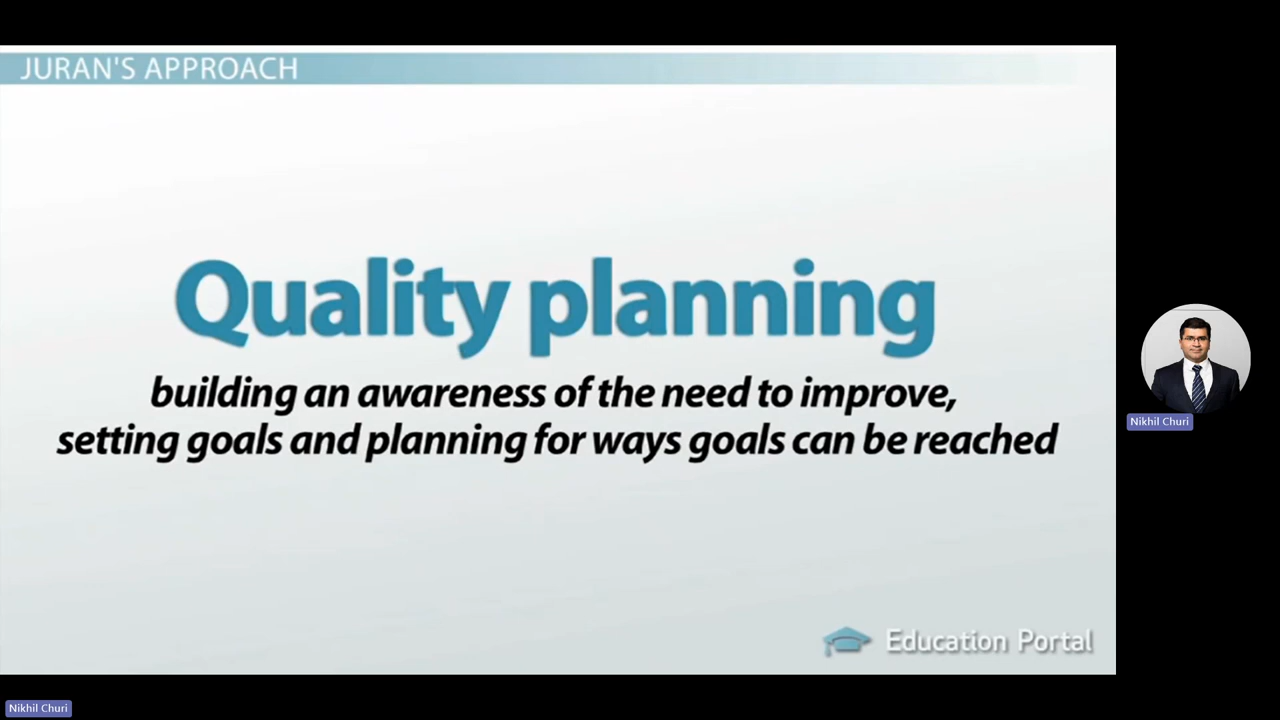 JURAN'S APPROACH
Quality planning
building an awareness of the need to improve,
setting goals and planning for ways goals can be reached
Education Portal
Nikhil Churi
Nikhil Churi